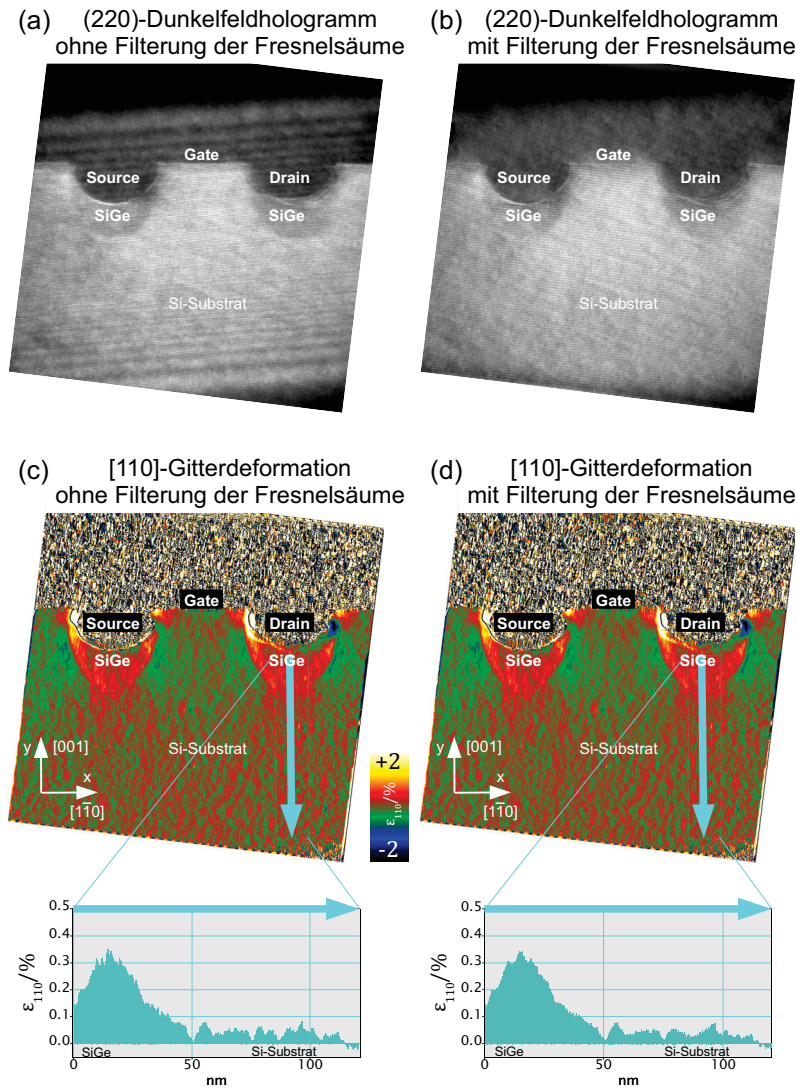 (a)
(220)-Dunkelfeldhologramm
ohne Filterung der Fresnelsäume
Gate
Source
Drain
SiGe
SiGe
Si-Substrat
(b)
(220)-Dunkelfeldhologramm
mit Filterung der Fresnelsäume
Gate
Source
Drain
SiGe
SiGe
Si-Substrat
(c)
[110]-Gitterdeformation
ohne Filterung der Fresnelsäume
Gate
Source
Drain
SiGe
SiGe
Si-Substrat
y
[001]
x
[11̅0]
+2
ε110/%
-2
0.5
0.4
0.3
0.2
0.1
0.0
ε110/%
SiGe
Si-Substrat
50
100
nm
(d)
[110]-Gitterdeformation
mit Filterung der Fresnelsäume
Gate
Source
Drain
SiGe
SiGe
Si-Substrat
y
[001]
x
[11̅0]
0.5
0.4
0.3
0.2
0.1
0.0
ε110/%
SiGe
Si-Substrat
50
100
nm